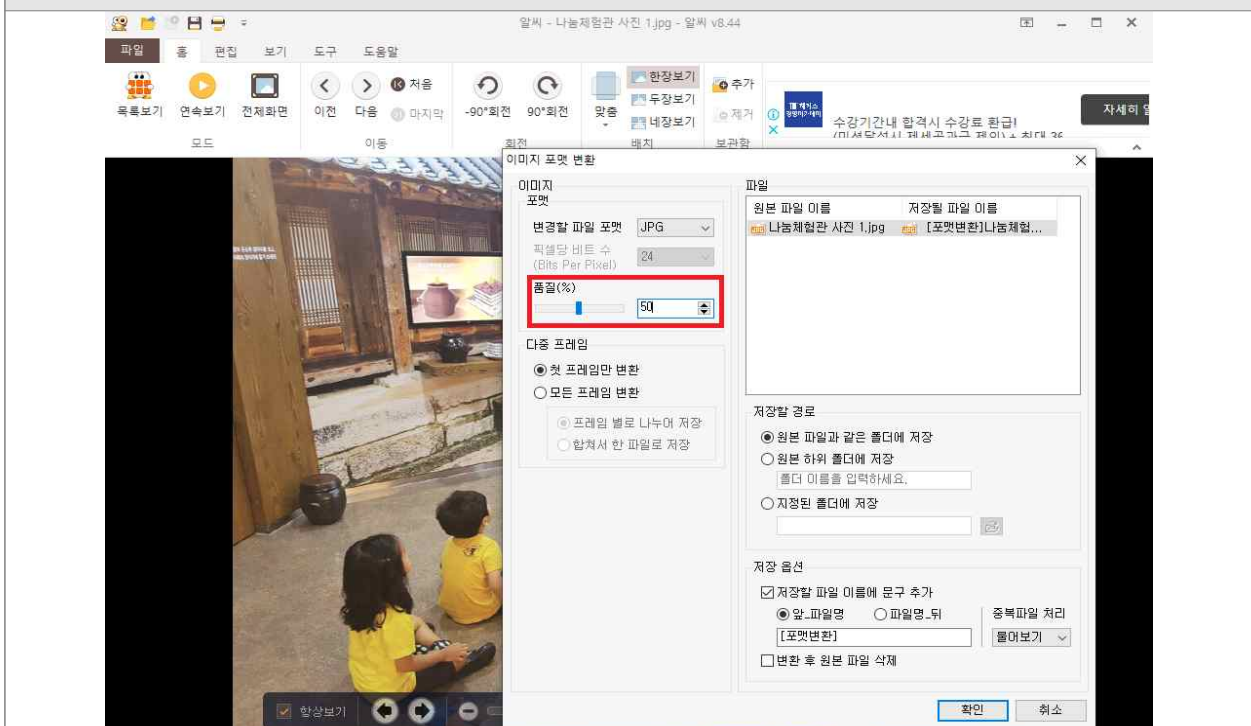 알씨 - 나눔체험관 사진 1.jpg - 알씨 v8.44
파일 홈 편집 보기 도구 도움말
목록보기 연속보기 전체화면
모드
이전 다음 처음 마지막
이동
-90°회전 90°회전
회전
맞춤 한장보기
두장보기
네장보기
배치
추가
제거
보관함
수강기간내 합격시 수강료 환급!
자세히
이미지 포맷 변환
이미지
포맷
변경할 파일 포맷 JPG
픽셀당 비트 수
(Bits Per Pixel) 24
품질(%)
50
다중 프레임
첫 프레임만 변환
모든 프레임 변환
프레임 별로 나누어 저장
합쳐서 한 파일로 저장
파일
원본 파일 이름 저장될 파일 이름
나눔체험관 사진 1.jpg [포맷변환]나눔체험...
저장할 경로
원본 파일과 같은 폴더에 저장
원본 하위 폴더에 저장
폴더 이름을 입력하세요.
지정된 폴더에 저장
저장 옵션
저장할 파일 이름에 문구 추가
앞_파일명 파일명_뒤 중복파일 처리
[포맷변환] 물어보기
변환 후 원본 파일 삭제
확인 취소
항상보기